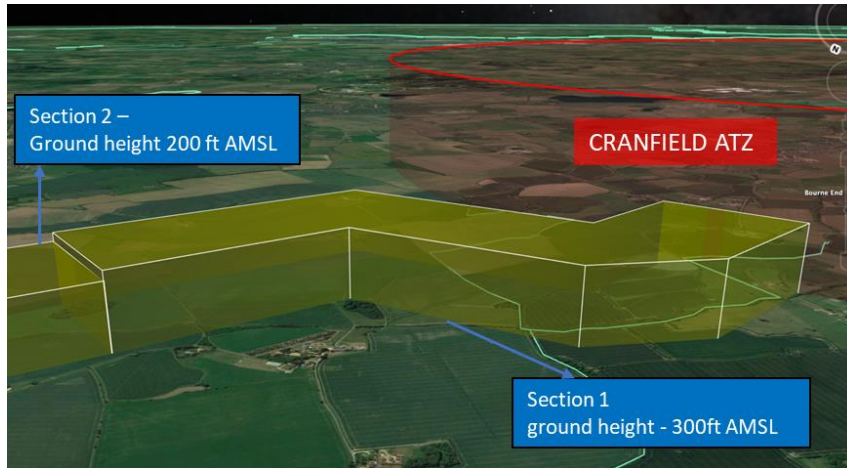 Section 2 –
Ground height 200 ft AMSL
CRANFIELD ATZ
Bourne End
Section 1
ground height - 300ft AMSL
N